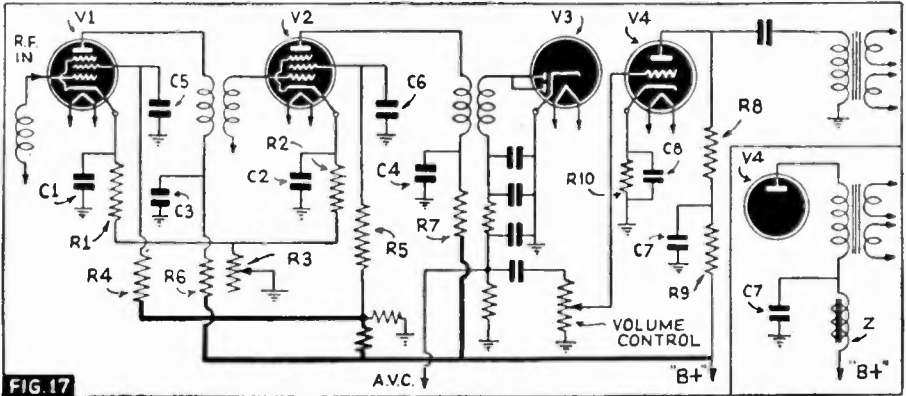 V1
V2
V3
V4
R.F.
IN
C5
C6
R2
R8
C1
C3
C2
C4
R10
C8
V4
R1
R4
R6
R3
R5
R7
C7
R9
C7
Z
VOLUME
CONTROL
A.V.C.
"B+"
"B+"
FIG.17